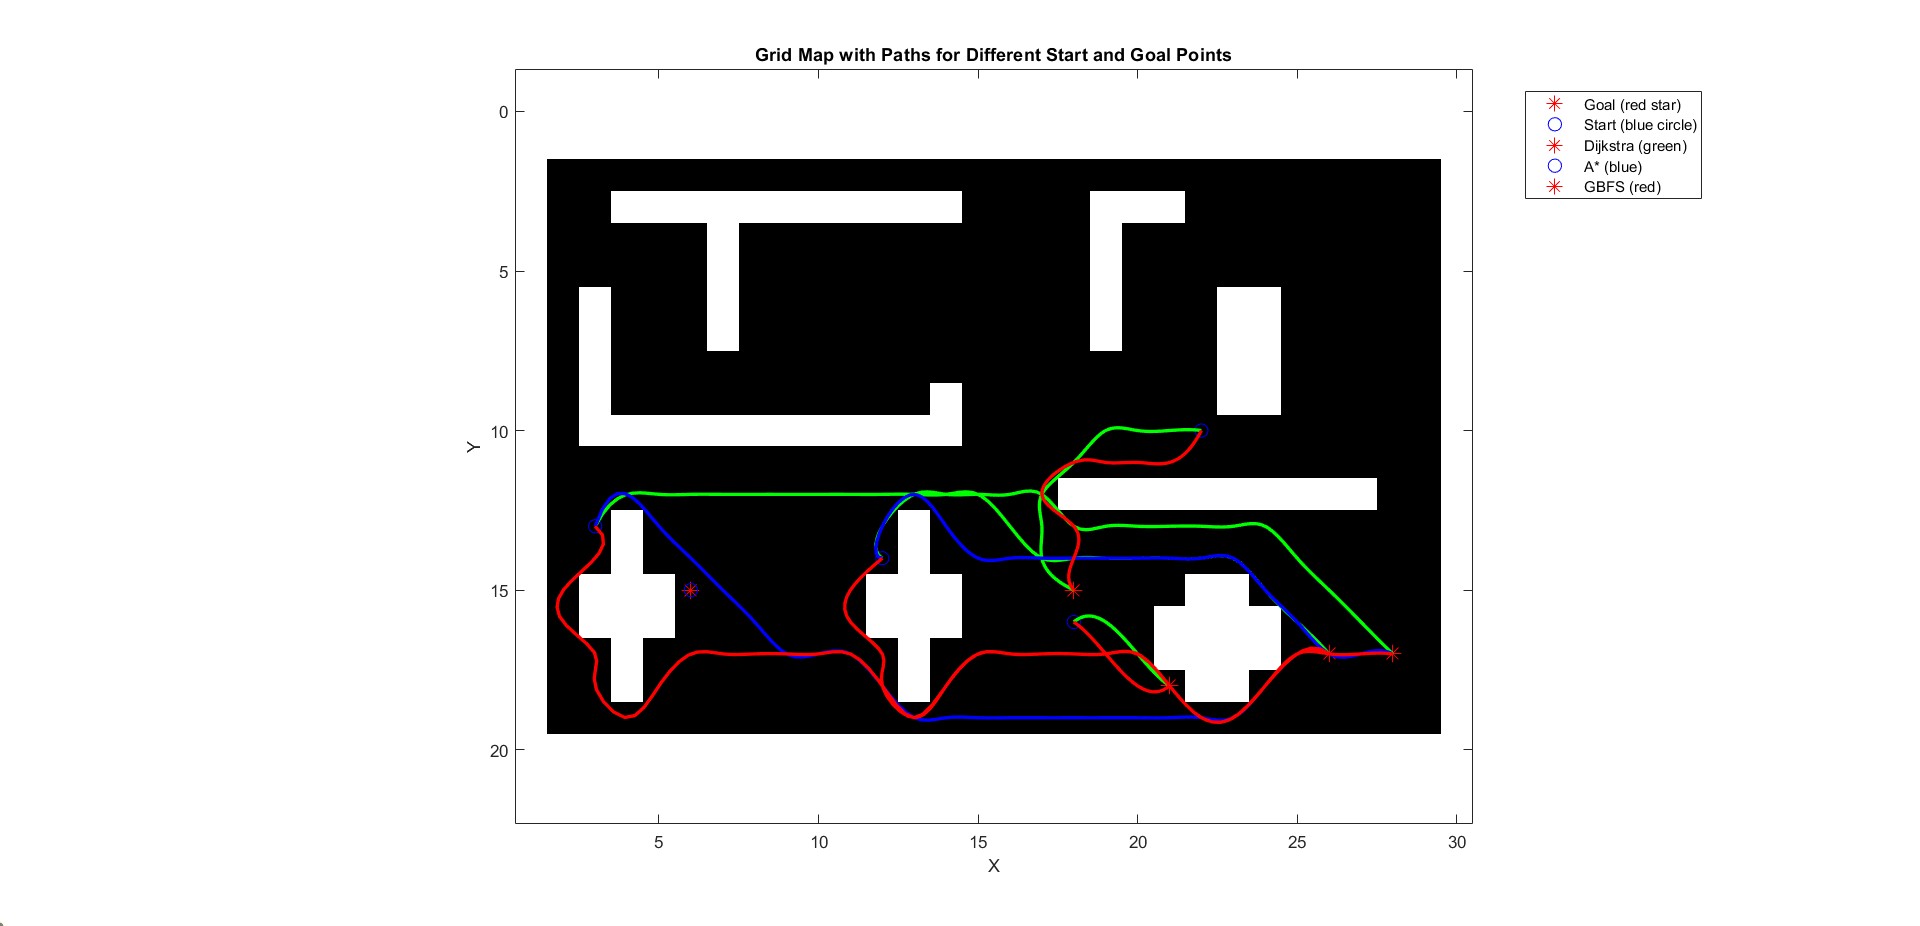 Grid Map with Paths for Different Start and Goal Points
Goal (red star)
Start (blue circle)
Dijkstra (green)
A* (blue)
GBFS (red)
0
5
10
15
20
Y
5
10
15
20
25
30
X